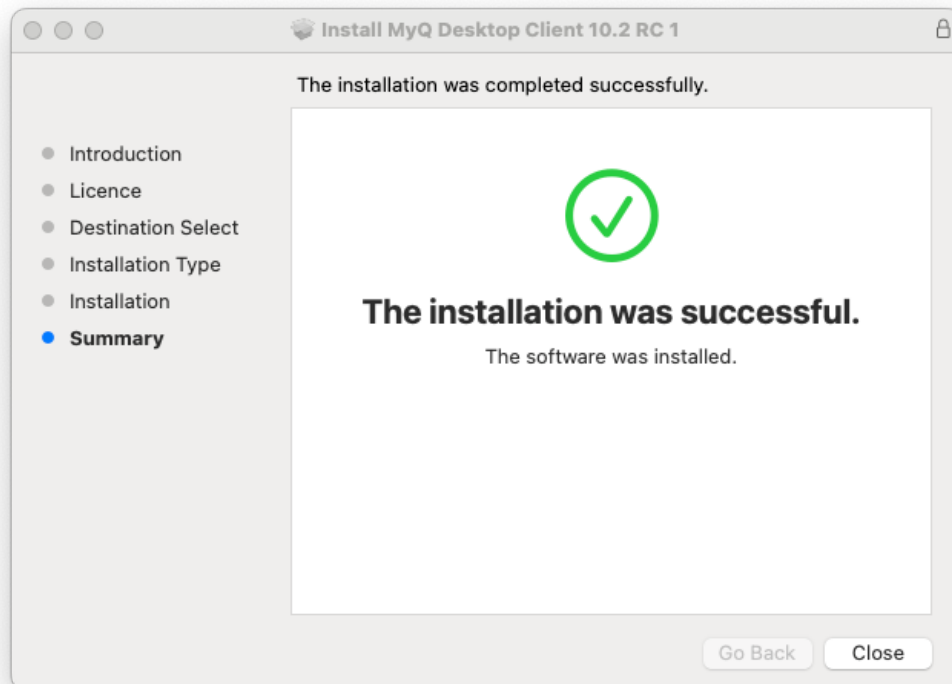 Install MyQ Desktop Client 10.2 RC 1
The installation was completed successfully.
Introduction
Licence
Destination Select
Installation Type
Installation
Summary
The installation was successful.
The software was installed.
Go Back
Close